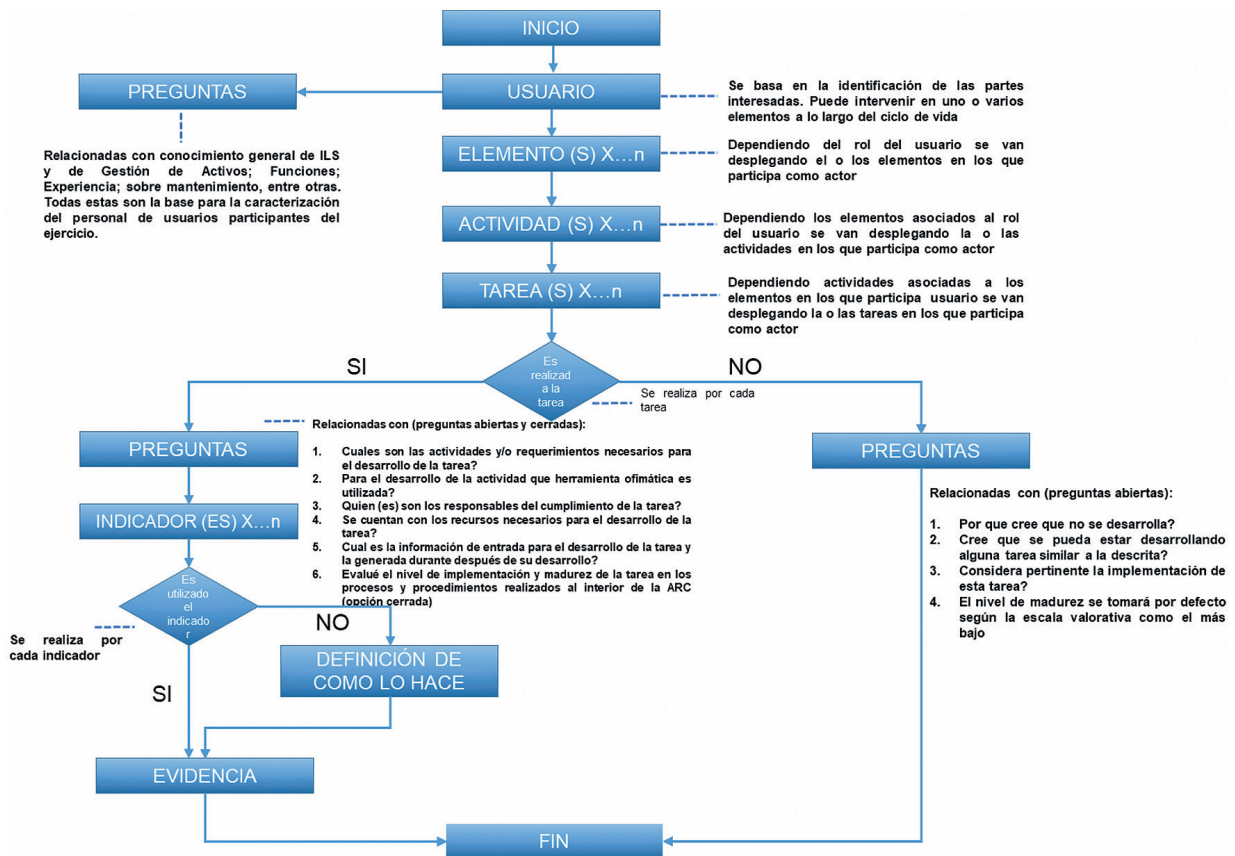 INICIO
PREGUNTAS
USUARIO
Se basa en la identificación de las partes
interesadas. Puede intervenir en uno o varios
elementos a lo largo del ciclo de vida
Relacionadas con conocimiento general de ILS
y de Gestión de Activos; Funciones;
Experiencia; sobre mantenimiento, entre otras.
Todas estas son la base para la caracterización
del personal de usuarios participantes del
ejercicio.
ELEMENTO (S) X...n
Dependiendo del rol del usuario se van
desplegando el o los elementos en los que
participa como actor
ACTIVIDAD (S) X...n
Dependiendo los elementos asociados al rol
del usuario se van desplegando la o las
actividades en los que participa como actor
TAREA (S) X...n
Dependiendo actividades asociadas a los
elementos en los que participa usuario se van
desplegando la o las tareas en los que participa
como actor
Es
realizad
a la
tarea
SI
NO
Se realiza por cada
tarea
PREGUNTAS
Relacionadas con (preguntas abiertas y cerradas):
1. Cuales son las actividades y/o requerimientos necesarios para
el desarrollo de la tarea?
2. Para el desarrollo de la actividad que herramienta ofimática es
utilizada?
3. Quien (es) son los responsables del cumplimiento de la tarea?
4. Se cuentan con los recursos necesarios para el desarrollo de la
tarea?
5. Cual es la información de entrada para el desarrollo de la tarea y
la generada durante después de su desarrollo?
6. Evalué el nivel de implementación y madurez de la tarea en los
procesos y procedimientos realizados al interior de la ARC
(opción cerrada)
PREGUNTAS
Relacionadas con (preguntas abiertas):
1. Por que cree que no se desarrolla?
2. Cree que se pueda estar desarrollando
alguna tarea similar a la descrita?
3. Considera pertinente la implementación de
esta tarea?
4. El nivel de madurez se tomará por defecto
según la escala valorativa como el más
bajo
INDICADOR (ES) X...n
Es
utilizado
el
indicado
r
Se realiza por
cada indicador
NO
SI
DEFINICIÓN DE
COMO LO HACE
EVIDENCIA
FIN